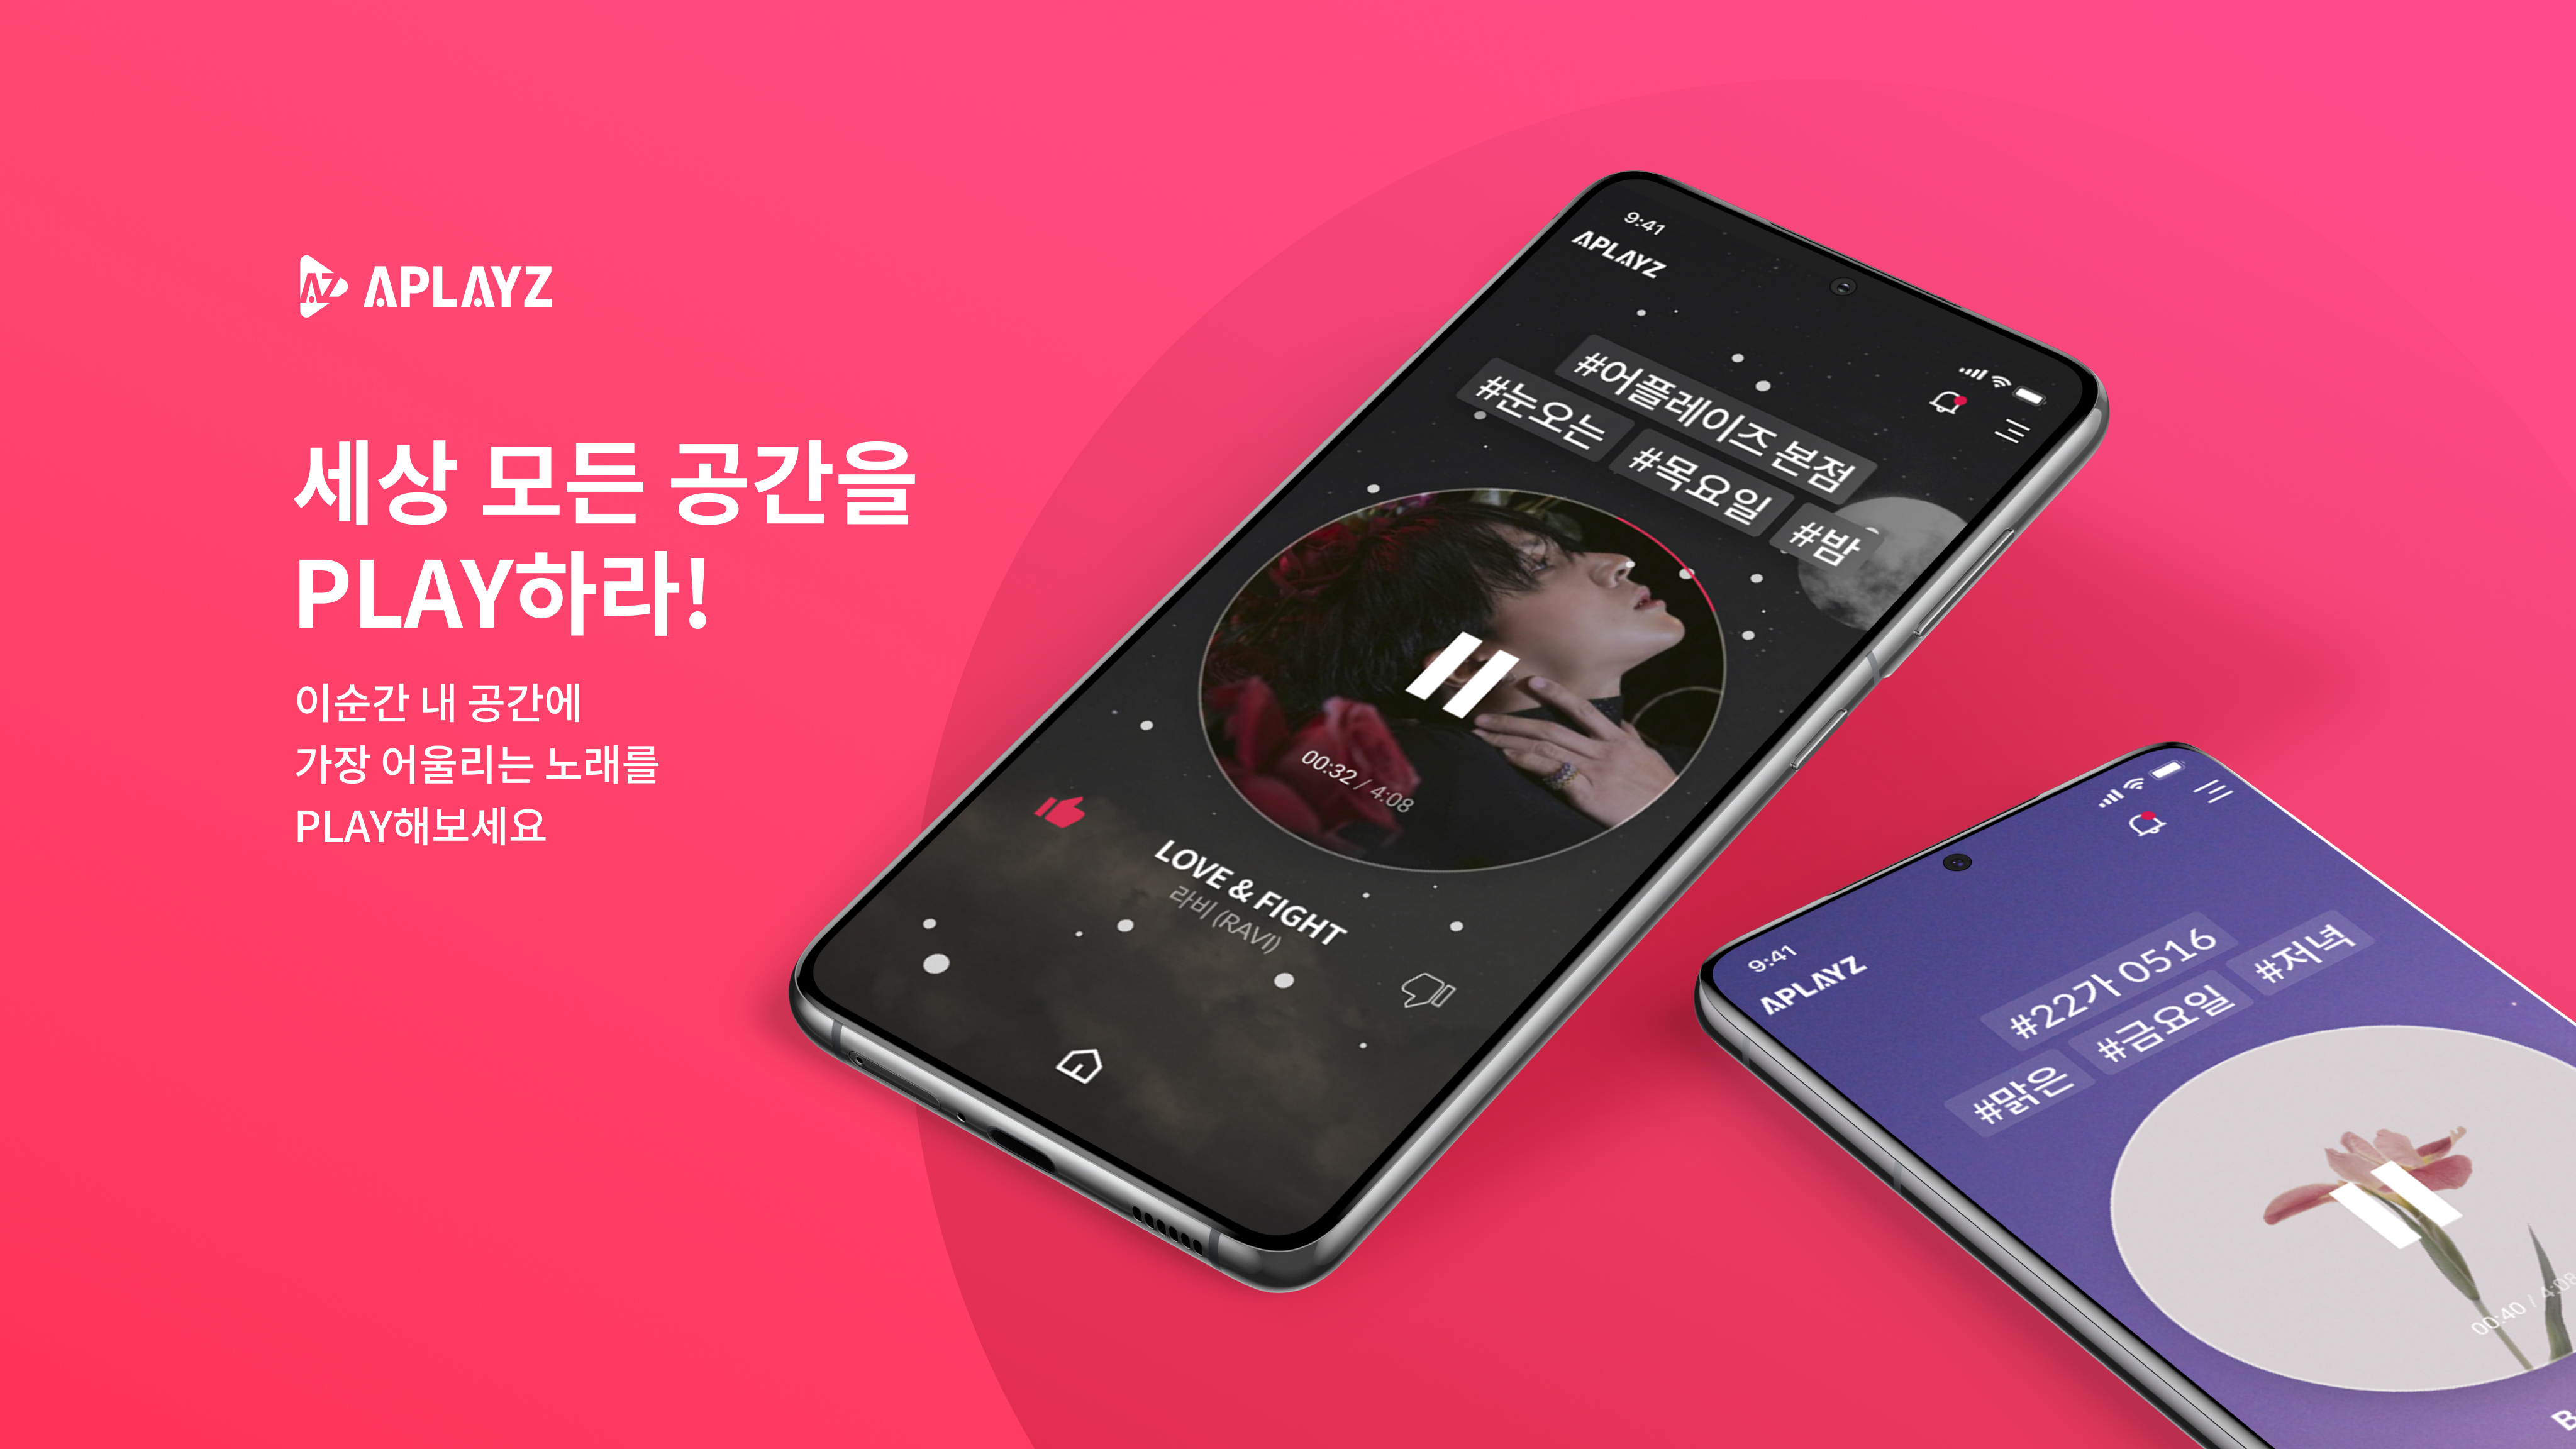 APLAYZ
세상 모든 공간을
PLAY하라!
이순간 내 공간에
가장 어울리는 노래를
PLAY해보세요
9:41
APLAYZ
#어플레이즈 본점
#눈오는 #목요일 #밤
00:32 / 4:08
LOVE & FIGHT
라비 (RAVI)
9:41
APLAYZ
#22가 0516
#맑은 #금요일 #저녁
00:40 / 4:08